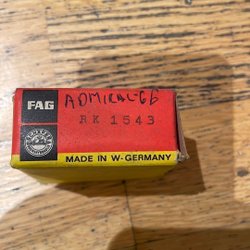 FAG
ADMIRAL-66
RK 1543
MADE IN W-GERMANY